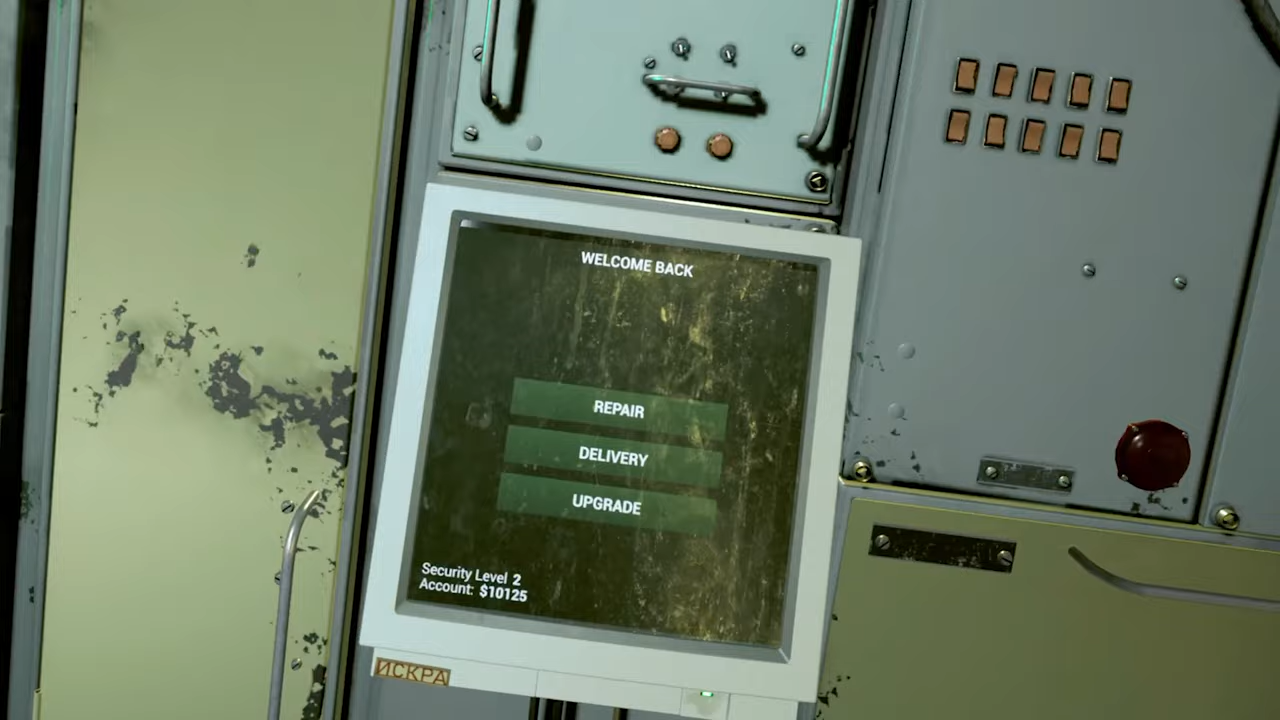 WELCOME BACK
REPAIR
DELIVERY
UPGRADE
Security Level 2
Account: $10125
ИСКРА